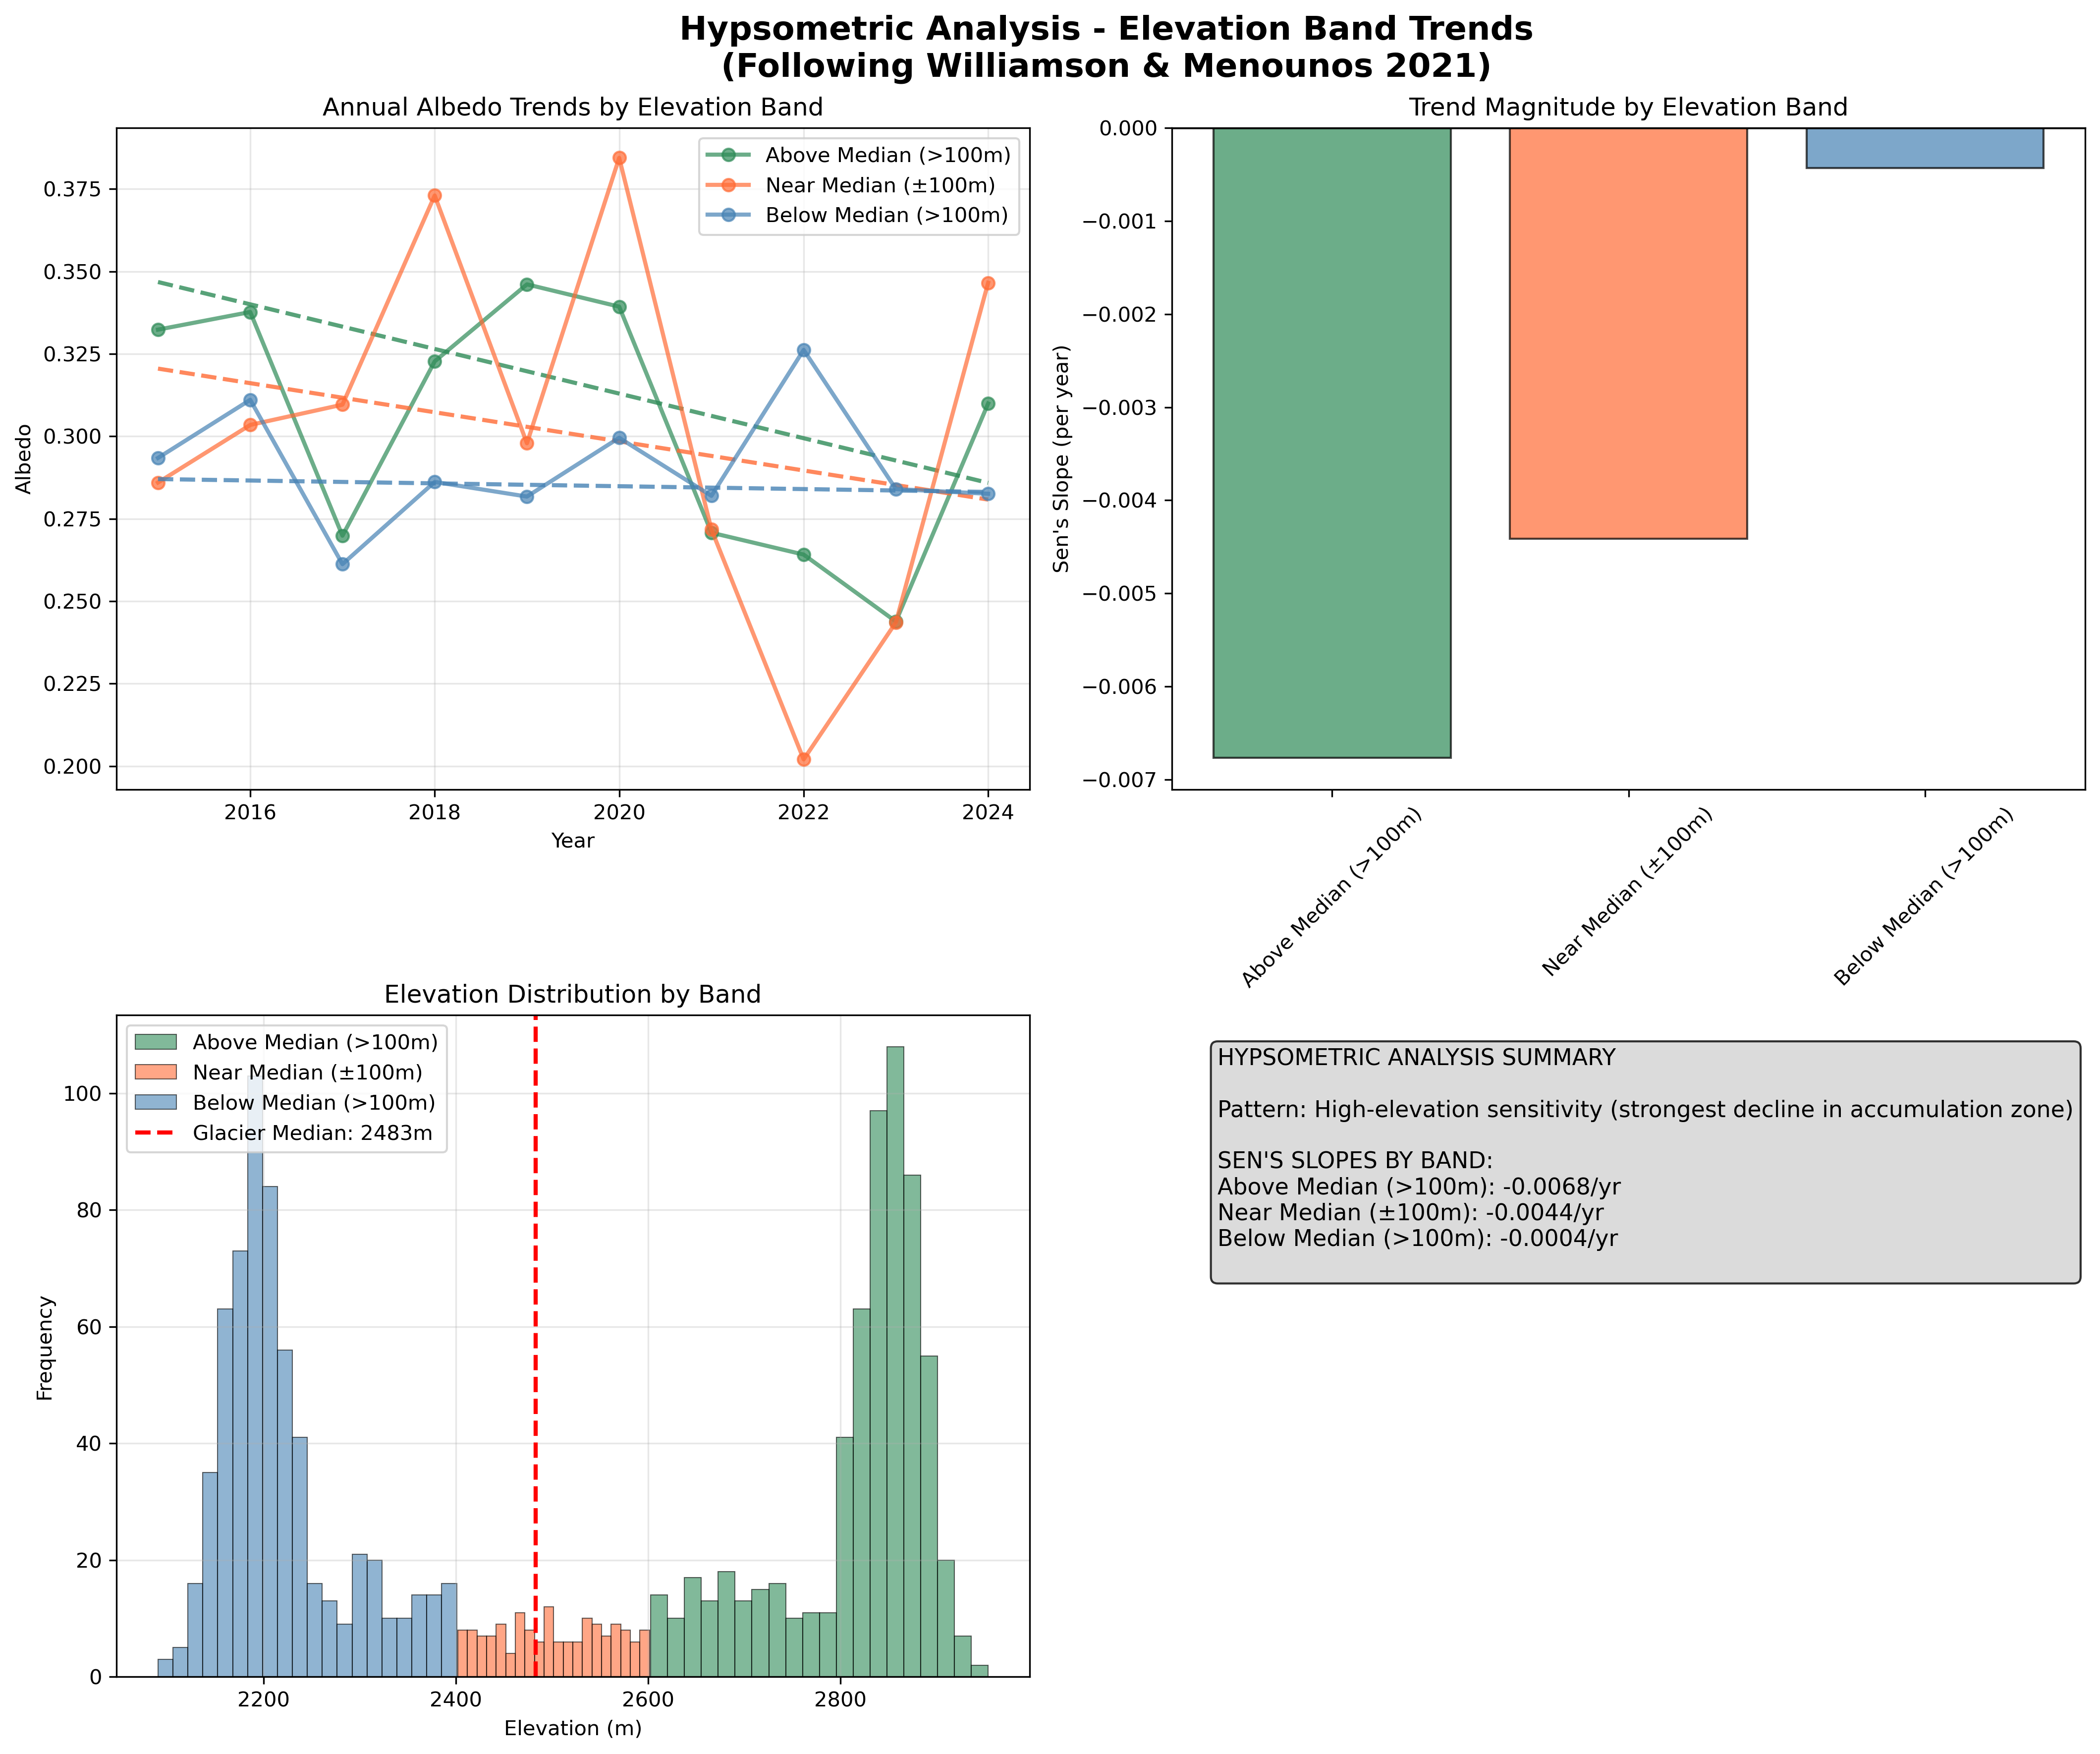 Hypsometric Analysis - Elevation Band Trends
(Following Williamson & Menounos 2021)
Annual Albedo Trends by Elevation Band
Albedo
0.375
0.350
0.325
0.300
0.275
0.250
0.225
0.200
Above Median (>100m)
Near Median (±100m)
Below Median (>100m)
2016
2018
2020
2022
2024
Year
Trend Magnitude by Elevation Band
Sen's Slope (per year)
0.000
−0.001
−0.002
−0.003
−0.004
−0.005
−0.006
−0.007
Above Median (>100m)
Near Median (±100m)
Below Median (>100m)
Elevation Distribution by Band
Frequency
100
80
60
40
20
0
Above Median (>100m)
Near Median (±100m)
Below Median (>100m)
Glacier Median: 2483m
2200
2400
2600
2800
Elevation (m)
HYPSOMETRIC ANALYSIS SUMMARY
Pattern: High-elevation sensitivity (strongest decline in accumulation zone)
SEN'S SLOPES BY BAND:
Above Median (>100m): -0.0068/yr
Near Median (±100m): -0.0044/yr
Below Median (>100m): -0.0004/yr